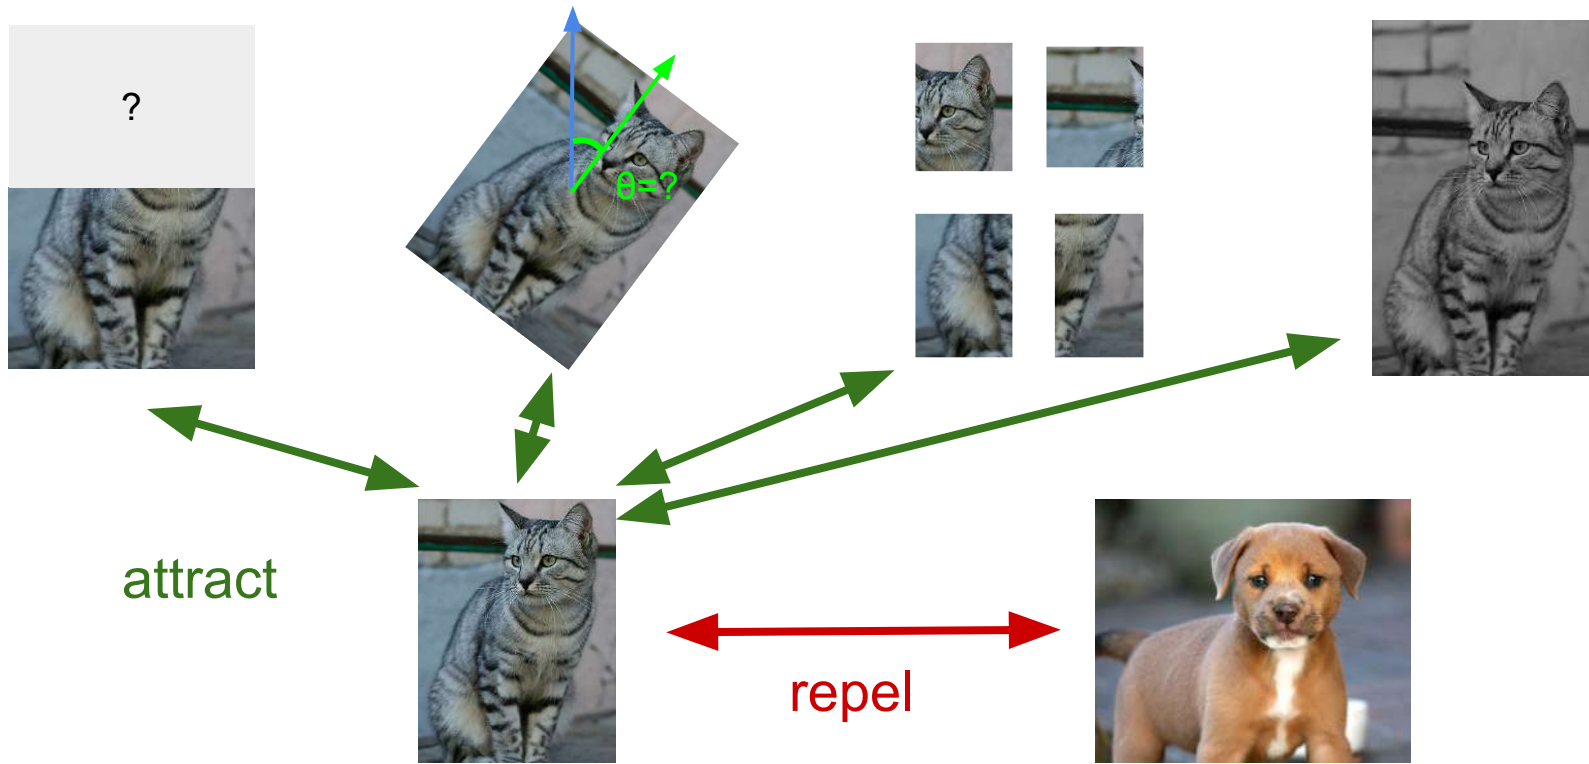 ?
θ=?
attract
repel